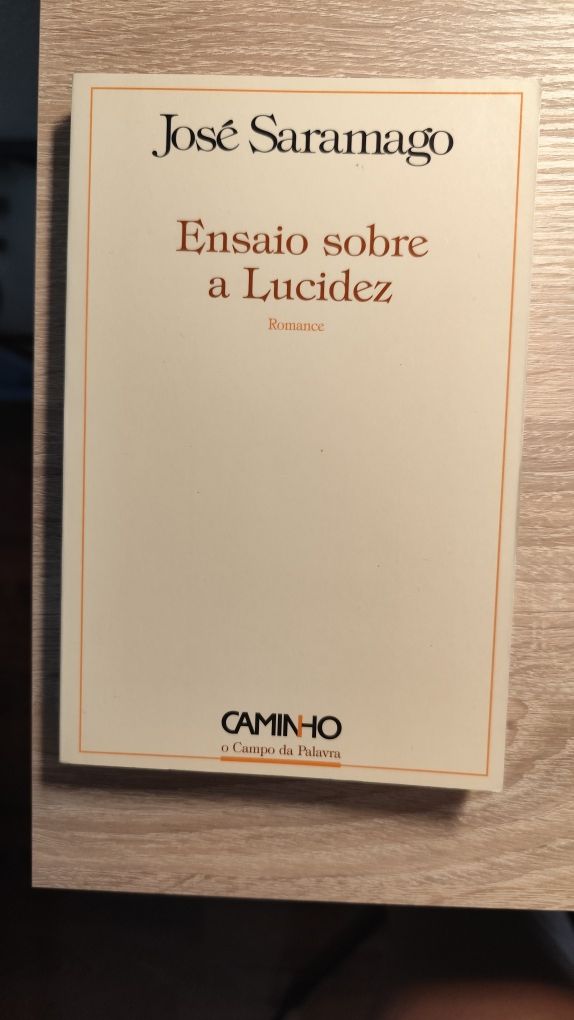 José Saramago
Ensaio sobre
a Lucidez
Romance
CAMINHO
o Campo da Palavra